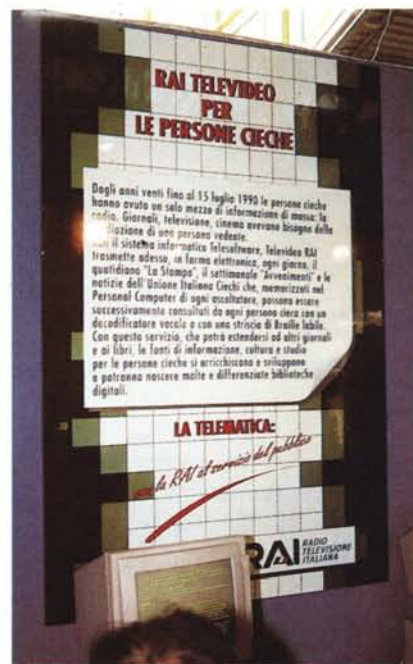 RAI TELEVIDEO
PER
LE PERSONE CIECHE
Dagli anni venti fino al 15 luglio 1990 le persone cieche
hanno avuto un solo mezzo di informazione di massa: la
radio. Giornali, televisione, cinema avevano bisogno della
mediazione di una persona vedente.
Con il sistema informatico Telesoftware, Televideo RAI
trasmette adesso, in forma elettronica, ogni giorno, il
quotidiano "La Stampa", il settimanale "Avvenimenti" e le
notizie dell'Unione Italiana Ciechi che, memorizzati nel
Personal Computer di ogni ascoltatore, possono essere
successivamente consultati da ogni persona cieca con un
decodificatore vocale o con una striscia di Braille labile.
Con questo servizio, che potrà estendersi ad altri giornali
e ai libri, le fonti di informazione, cultura e studio
per le persone cieche si arricchiscono e sviluppano
e potranno nascere molte e differenziate biblioteche
digitali.
LA TELEMATICA:
la RAI al servizio del pubblico
RAI RADIO
TELEVISIONE
ITALIANA